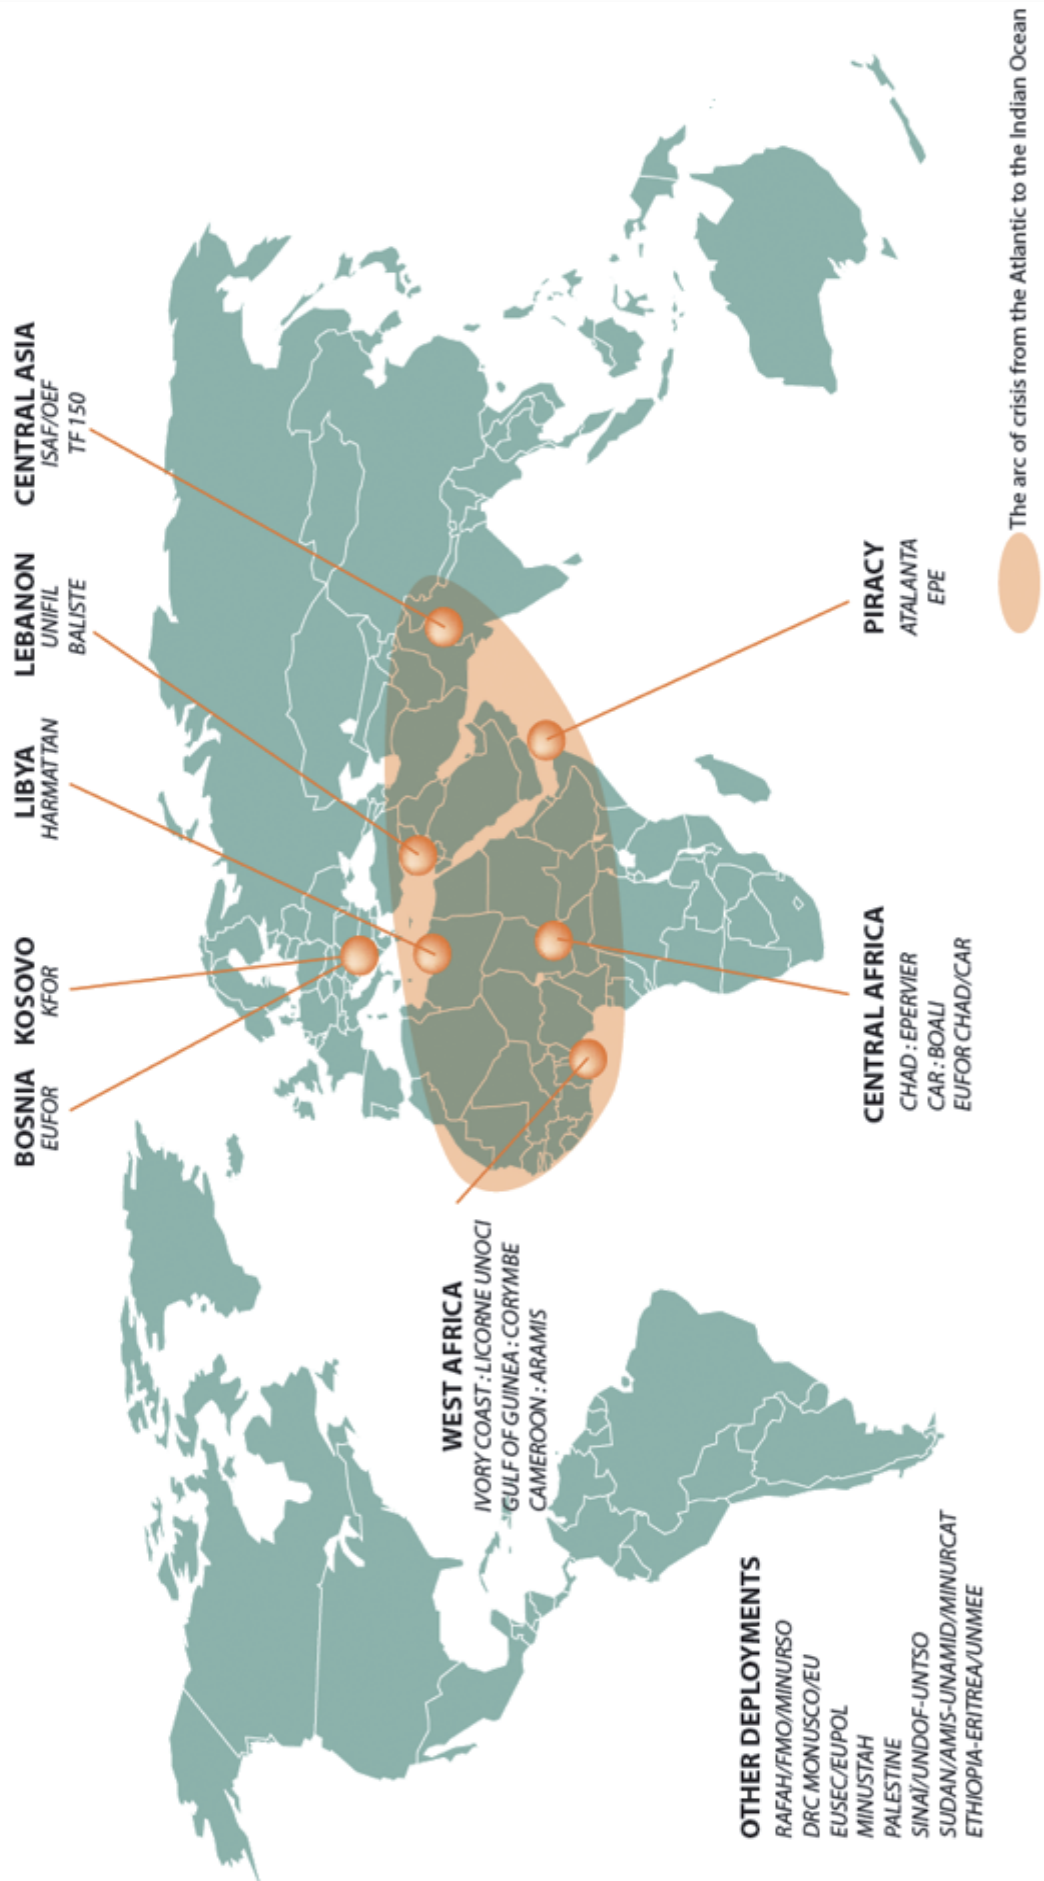 BOSNIA
EUFOR
KOSOVO
KFOR
LIBYA
HARMATTAN
LEBANON
UNIFIL
BALISTE
CENTRAL ASIA
ISAF/OEF
TF 150
WEST AFRICA
IVORY COAST : LICORNE UNOCI
GULF OF GUINEA : CORYMBE
CAMEROON : ARAMIS
OTHER DEPLOYMENTS
RAFAH/FMO/MINURSO
DRC MONUSCO/EU
EUSEC/EUPOL
MINUSTAH
PALESTINE
SINAÏ/UNDOF-UNTSO
SUDAN/AMIS-UNAMID/MINURCAT
ETHIOPIA-ERITREA/UNMEE
CENTRAL AFRICA
CHAD : EPERVIER
CAR : BOALI
EUFOR CHAD/CAR
PIRACY
ATALANTA
EPE
The arc of crisis from the Atlantic to the Indian Ocean